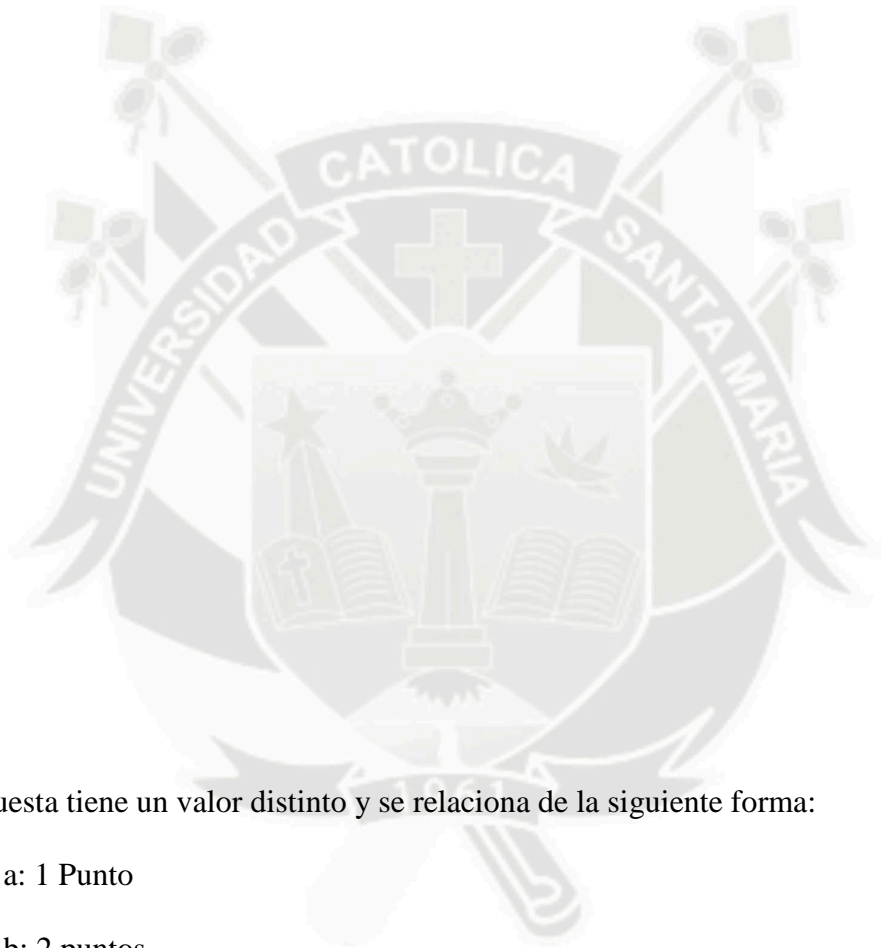 UNIVERSIDAD CATOLICA SANTA MARIA
1961
uesta tiene un valor distinto y se relaciona de la siguiente forma:
a: 1 Punto
b: 2 puntos